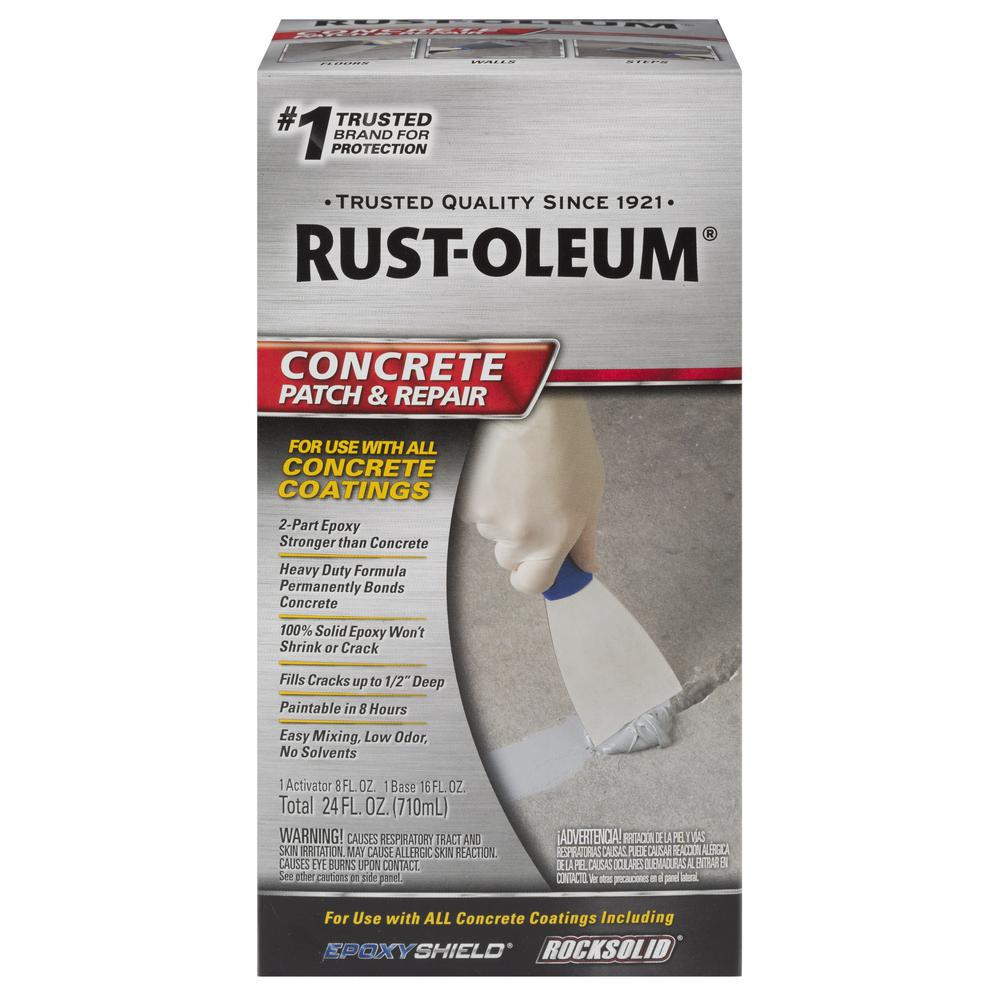 RUST-OLEUM
CONCRETE
PATCH & REPAIR
FLOORS WALLS STEPS
#1 TRUSTED
BRAND FOR
PROTECTION
• TRUSTED QUALITY SINCE 1921 •
RUST-OLEUM®
CONCRETE
PATCH & REPAIR
FOR USE WITH ALL
CONCRETE
COATINGS
2-Part Epoxy
Stronger than Concrete
Heavy Duty Formula
Permanently Bonds
Concrete
100% Solid Epoxy Won't
Shrink or Crack
Fills Cracks up to 1/2" Deep
Paintable in 8 Hours
Easy Mixing, Low Odor,
No Solvents
1 Activator 8 FL. OZ. 1 Base 16 FL. OZ.
Total 24 FL. OZ. (710mL)
WARNING! CAUSES RESPIRATORY TRACT AND
SKIN IRRITATION. MAY CAUSE ALLERGIC SKIN REACTION.
CAUSES EYE BURNS UPON CONTACT.
See other cautions on side panel.
¡ADVERTENCIA! IRRITACIÓN DE LA PIEL Y VÍAS
RESPIRATORIAS CAUSAS. PUEDE CAUSAR REACCIÓN ALÉRGICA
DE LA PIEL. CAUSAS OCULARES QUEMADURAS AL ENTRAR EN
CONTACTO. Ver otras precauciones en el panel lateral.
For Use with ALL Concrete Coatings Including
EPOXYSHIELD® ROCKSOLID®